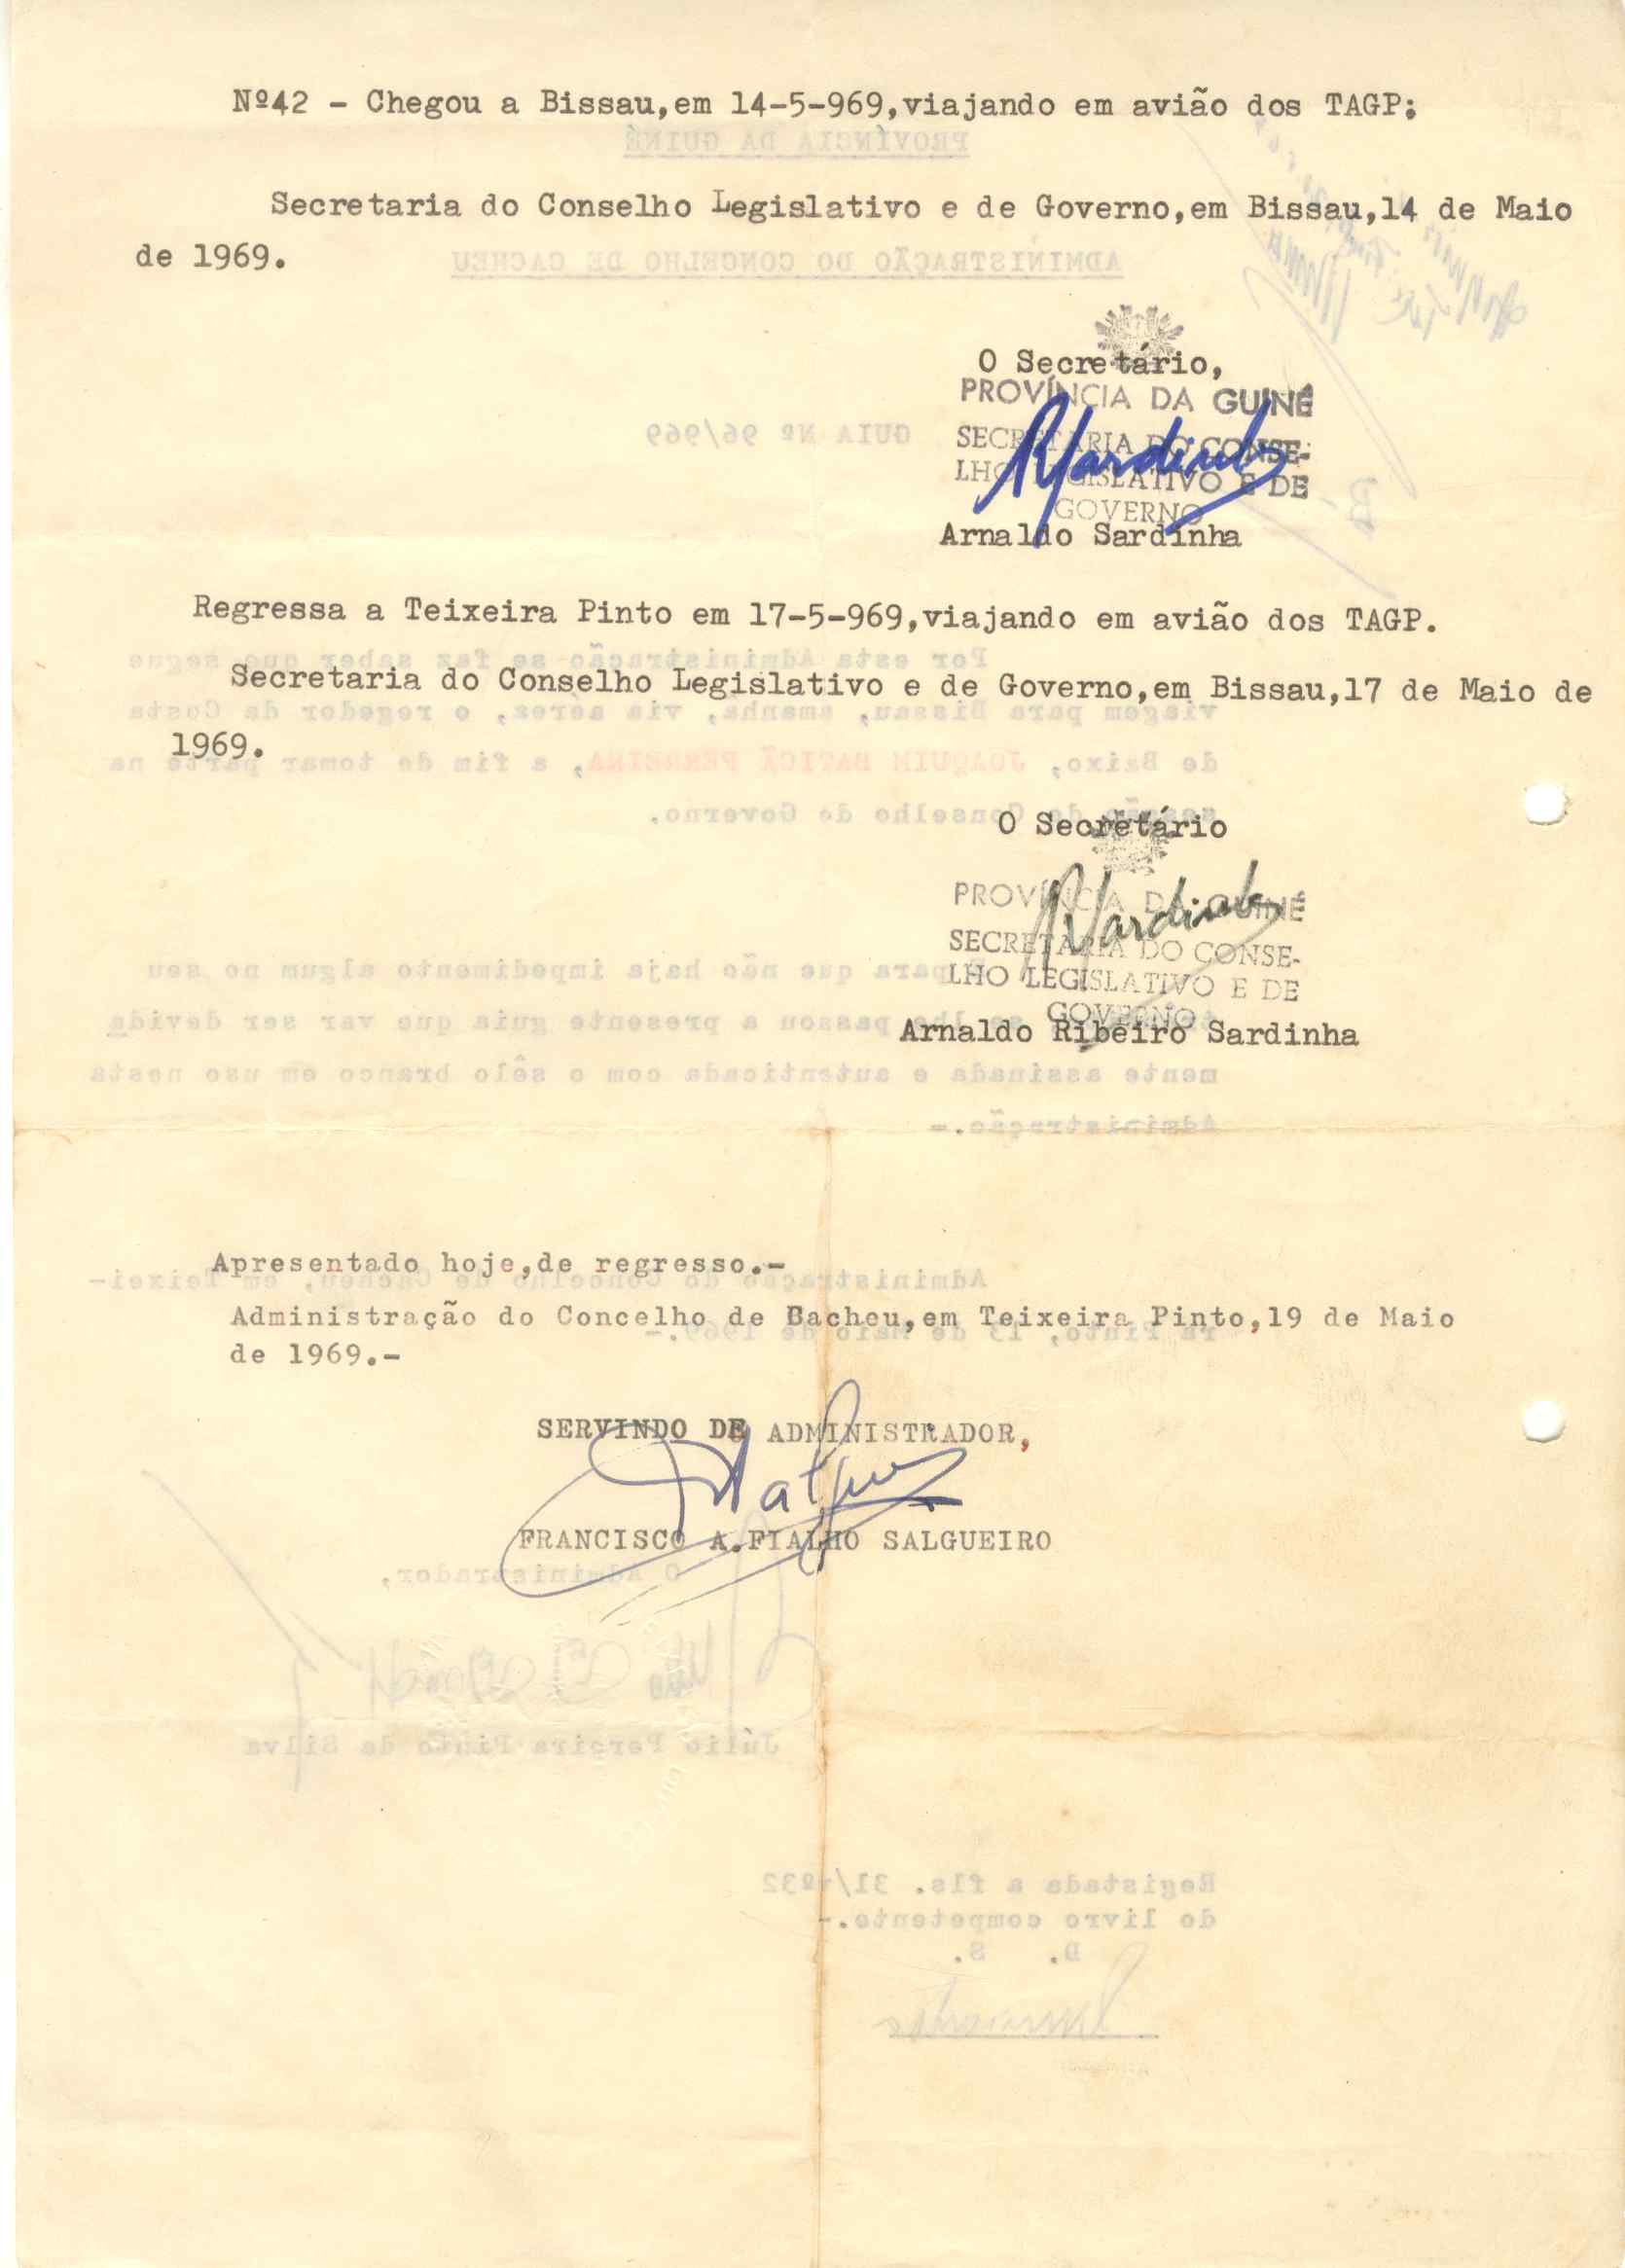 Nº42 - Chegou a Bissau,em 14-5-969,viajando em avião dos TAGP;
Secretaria do Conselho Legislativo e de Governo,em Bissau,14 de Maio
de 1969.
O Secretário,
PROVÍNCIA DA GUINÉ
SECRETARIA DO CONSE-
LHO LEGISLATIVO E DE
GOVERNO
Arnaldo Sardinha
Regressa a Teixeira Pinto em 17-5-969,viajando em avião dos TAGP.
Secretaria do Conselho Legislativo e de Governo,em Bissau,17 de Maio de
1969.
O Secretário
PROVÍNCIA DA GUINÉ
SECRETARIA DO CONSE-
LHO LEGISLATIVO E DE
GOVERNO
Arnaldo Ribeiro Sardinha
Apresentado hoje,de regresso.-
Administração do Concelho de Cacheu,em Teixeira Pinto,19 de Maio
de 1969.-
SERVINDO DE ADMINISTRADOR,
FRANCISCO A.FIALHO SALGUEIRO